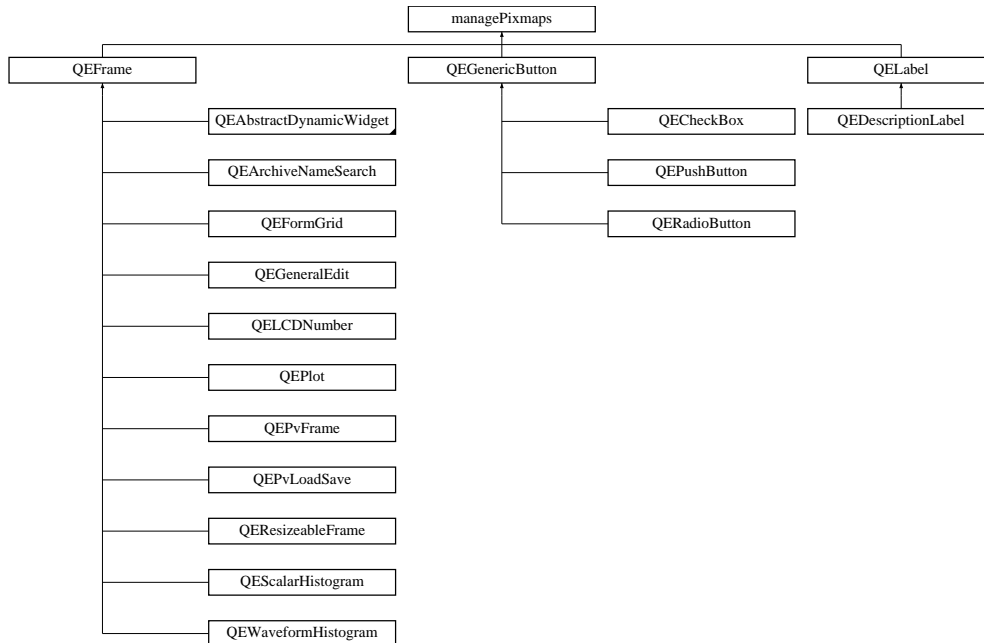 managePixmaps
QEFrame QEGenericButton QELabel
QEAbstractDynamicWidget QECheckBox QEDescriptionLabel
QEArchiveNameSearch QEPushButton
QEFormGrid QERadioButton
QEGeneralEdit
QELCDNumber
QEPlot
QEPvFrame
QEPvLoadSave
QEResizeableFrame
QEScalarHistogram
QEWaveformHistogram